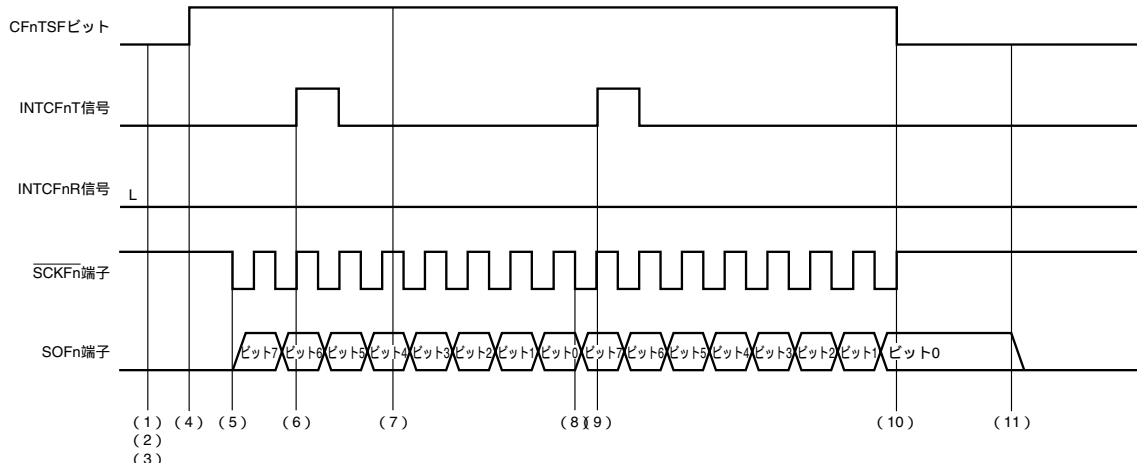 CFnTSFビット
INTCFnT信号
INTCFnR信号
L
SCKFn端子
SOFn端子
ビット7 ビット6 ビット5 ビット4 ビット3 ビット2 ビット1 ビット0 ビット7 ビット6 ビット5 ビット4 ビット3 ビット2 ビット1 ビット0
(1) (4) (5) (6) (7) (8) (9) (10) (11)
(2)
(3)